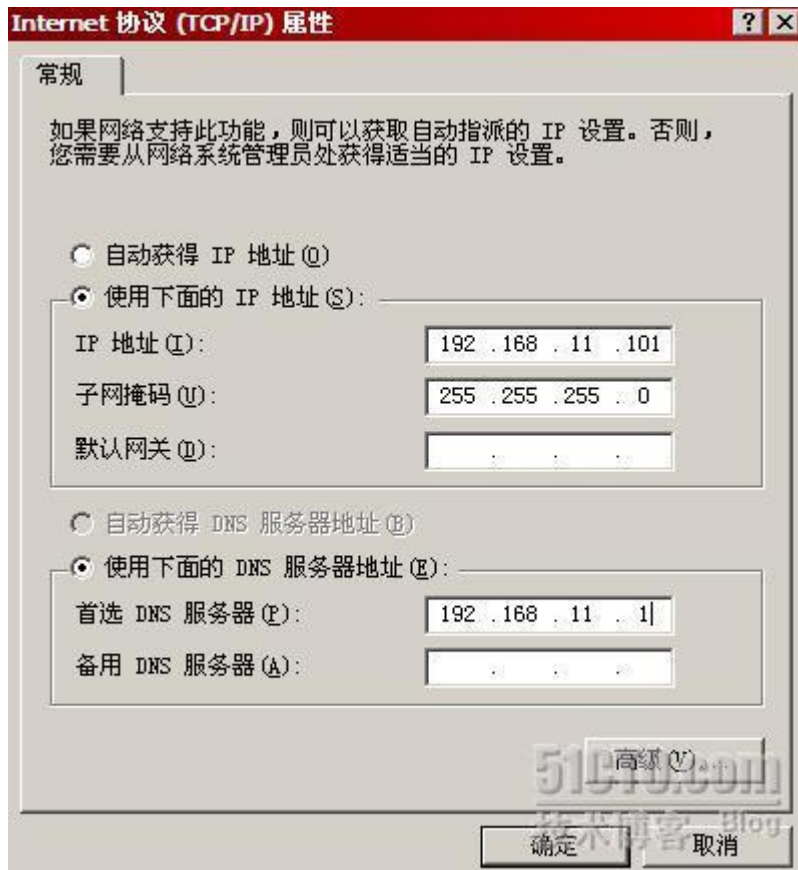 Internet 协议 (TCP/IP) 属性
常规
如果网络支持此功能，则可以获取自动指派的 IP 设置。否则，
您需要从网络系统管理员处获得适当的 IP 设置。
自动获得 IP 地址(O)
使用下面的 IP 地址(S):
IP 地址(I): 192 .168 . 11 .101
子网掩码(U): 255 .255 .255 . 0
默认网关(D): . . .
自动获得 DNS 服务器地址(B)
使用下面的 DNS 服务器地址(E):
首选 DNS 服务器(P): 192 .168 . 11 . 1
备用 DNS 服务器(A): . . .
高级(V)...
51CTO.com
技术博客 Blog
确定 取消